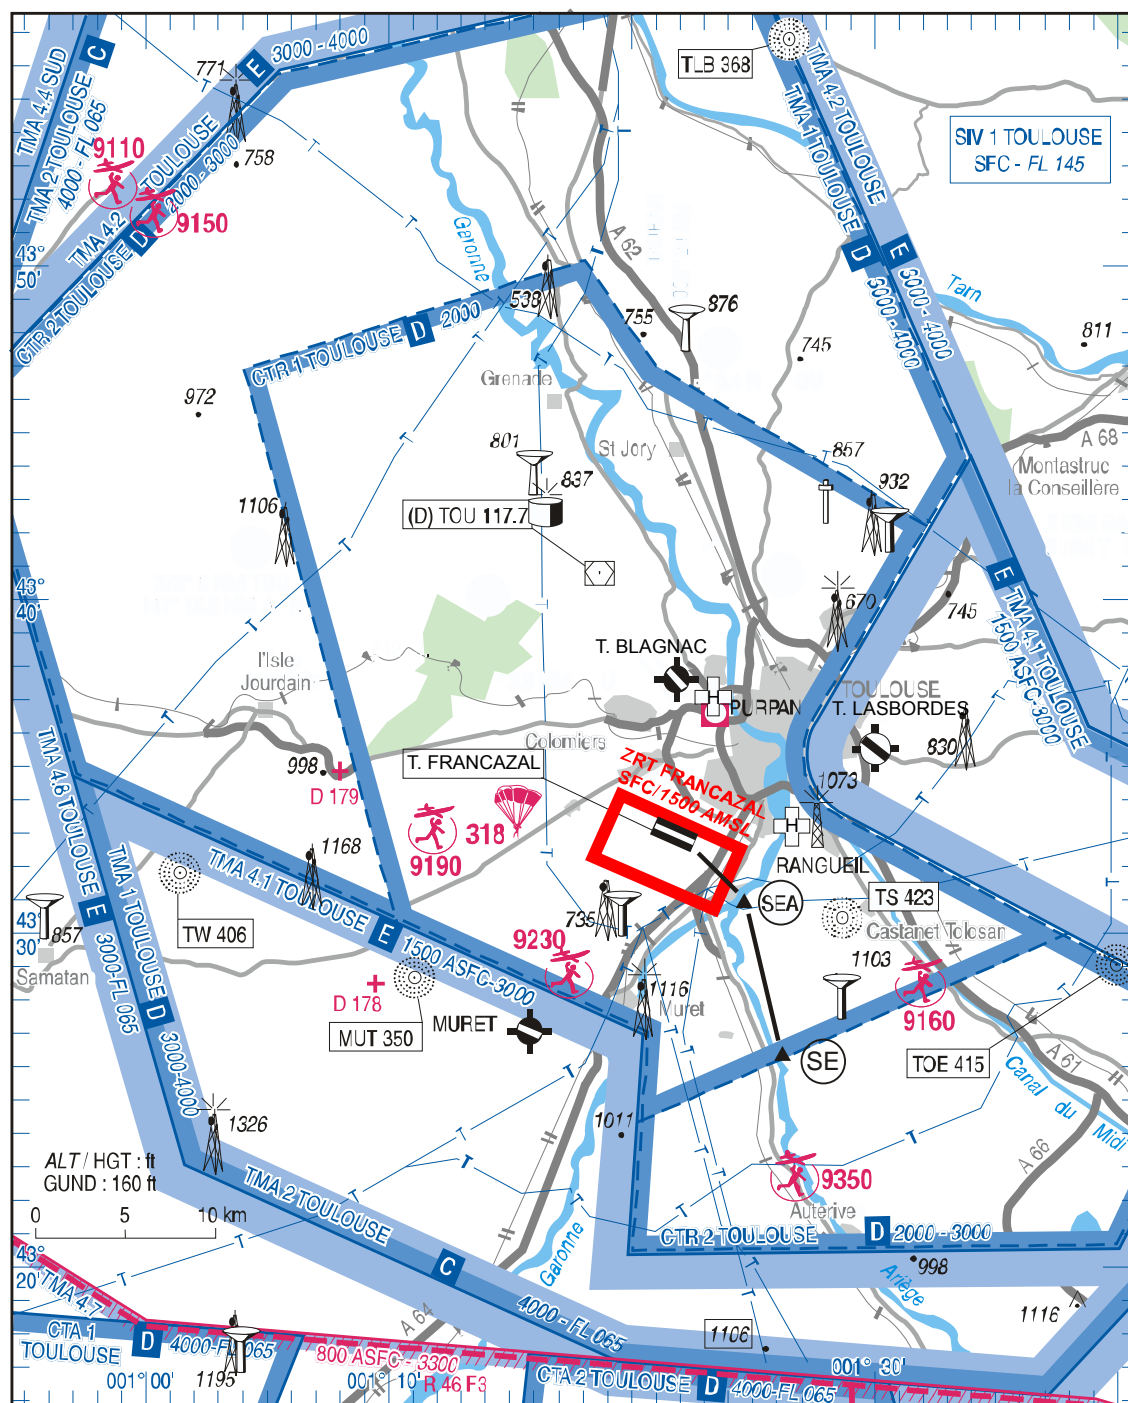 3000 - 4000
E
771
TMA 4.4 SUD
C
TMA 2 TOULOUSE
4000 - FL 065
9110
758
9150
TMA 4.2
TOULOUSE
2000 - 3000
D
CTR 2 TOULOUSE
43°
50'
TLB 368
TMA 4.2 TOULOUSE
TMA 1 TOULOUSE
D
E
3000 - 4000
3000 - 4000
SIV 1 TOULOUSE
SFC - FL 145
Garonne
A 62
Tarn
538
755
876
745
811
CTR 1 TOULOUSE
D
2000
Grenade
972
St Jory
801
837
857
932
A 68
Montastruc
la Conseillère
1106
(D) TOU 117.7
43°
40'
E
TMA 4.1 TOULOUSE
1500 ASFC-3000
670
745
T. BLAGNAC
l'Isle
Jourdain
PURPAN
TOULOUSE
T. LASBORDES
Colomiers
830
998
D 179
T. FRANCAZAL
ZRT FRANCAZAL
SFC/1500 AMSL
1073
318
9190
RANGUEIL
TMA 4.8 TOULOUSE
E
3000-FL 065
TMA 1 TOULOUSE
D
3000-4000
1168
TMA 4.1 TOULOUSE
E
1500 ASFC-3000
TW 406
857
43°
30'
Samatan
735
SEA
TS 423
Castanet Tolosan
9230
1103
D 178
1116
Muret
9160
MUT 350
MURET
SE
TOE 415
A 61
Canal du Midi
1326
1011
A 66
ALT / HGT : ft
GUND : 160 ft
0 5 10 km
TMA 2 TOULOUSE
C
4000 - FL 065
9350
Auterive
CTR 2 TOULOUSE
D
2000 - 3000
Garonne
998
Ariège
43°
20'
TMA 4.7
1116
A 64
1106
CTA 1
TOULOUSE
D
4000-FL 065
800 ASFC - 3300
R 46 F3
001° 30'
1195
001° 00'
001° 10'
CTA 2 TOULOUSE
D
4000-FL 065